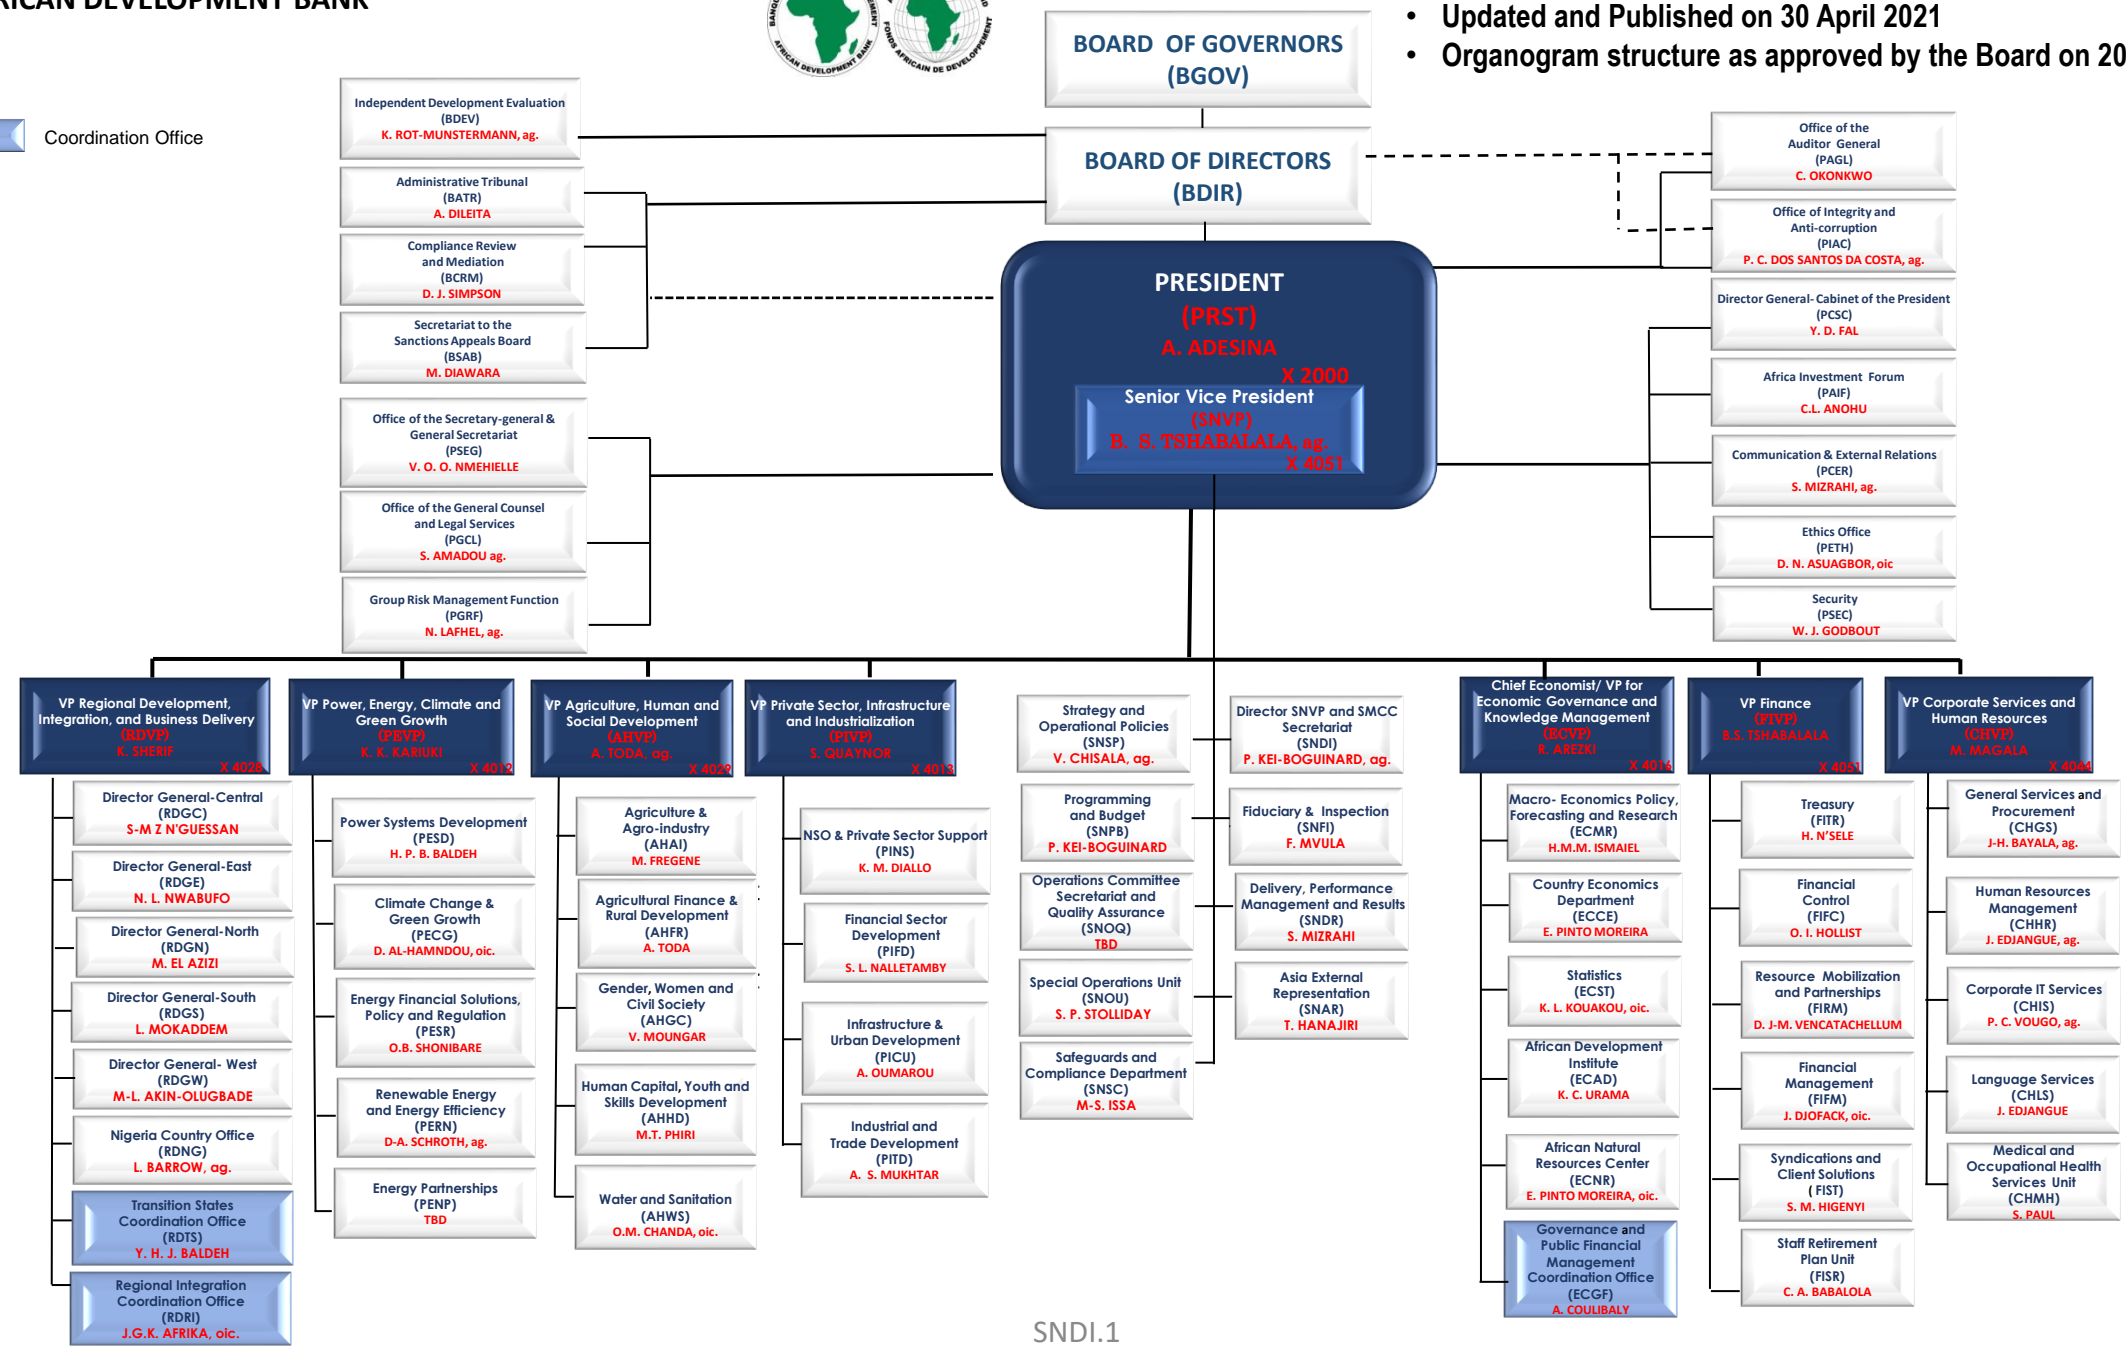 RICAN DEVELOPMENT BANK
AFRICAN DEVELOPMENT BANK
FONDS AFRICAIN DE DEVELOPPEMENT
• Updated and Published on 30 April 2021
• Organogram structure as approved by the Board on 20
Coordination Office
BOARD OF GOVERNORS
(BGOV)
BOARD OF DIRECTORS
(BDIR)
PRESIDENT
(PRST)
A. ADESINA
X 2000
Senior Vice President
(SNVP)
B. S. TSHABALALA, ag.
X 4051
Independent Development Evaluation
(BDEV)
K. ROT-MUNSTERMANN, ag.
Administrative Tribunal
(BATR)
A. DILEITA
Compliance Review
and Mediation
(BCRM)
D. J. SIMPSON
Secretariat to the
Sanctions Appeals Board
(BSAB)
M. DIAWARA
Office of the Secretary-general &
General Secretariat
(PSEG)
V. O. O. NMEHIELLE
Office of the General Counsel
and Legal Services
(PGCL)
S. AMADOU ag.
Group Risk Management Function
(PGRF)
N. LAFHEL, ag.
Office of the
Auditor General
(PAGL)
C. OKONKWO
Office of Integrity and
Anti-corruption
(PIAC)
P. C. DOS SANTOS DA COSTA, ag.
Director General- Cabinet of the President
(PCSC)
Y. D. FAL
Africa Investment Forum
(PAIF)
C.L. ANOHU
Communication & External Relations
(PCER)
S. MIZRAHI, ag.
Ethics Office
(PETH)
D. N. ASUAGBOR, oic
Security
(PSEC)
W. J. GODBOUT
VP Regional Development,
Integration, and Business Delivery
(RDVP)
K. SHERIF
X 4028
Director General-Central
(RDGC)
S-M Z N'GUESSAN
Director General-East
(RDGE)
N. L. NWABUFO
Director General-North
(RDGN)
M. EL AZIZI
Director General-South
(RDGS)
L. MOKADDEM
Director General- West
(RDGW)
M-L. AKIN-OLUGBADE
Nigeria Country Office
(RDNG)
L. BARROW, ag.
Transition States
Coordination Office
(RDTS)
Y. H. J. BALDEH
Regional Integration
Coordination Office
(RDRI)
J.G.K. AFRIKA, oic.
VP Power, Energy, Climate and
Green Growth
(PEVP)
K. K. KARIUKI
X 4012
Power Systems Development
(PESD)
H. P. B. BALDEH
Climate Change &
Green Growth
(PECG)
D. AL-HAMNDOU, oic.
Energy Financial Solutions,
Policy and Regulation
(PESR)
O.B. SHONIBARE
Renewable Energy
and Energy Efficiency
(PERN)
D-A. SCHROTH, ag.
Energy Partnerships
(PENP)
TBD
VP Agriculture, Human and
Social Development
(AHVP)
A. TODA, ag.
X 4029
Agriculture &
Agro-industry
(AHAI)
M. FREGENE
Agricultural Finance &
Rural Development
(AHFR)
A. TODA
Gender, Women and
Civil Society
(AHGC)
V. MOUNGAR
Human Capital, Youth and
Skills Development
(AHHD)
M.T. PHIRI
Water and Sanitation
(AHWS)
O.M. CHANDA, oic.
VP Private Sector, Infrastructure
and Industrialization
(PIVP)
S. QUAYNOR
X 4013
NSO & Private Sector Support
(PINS)
K. M. DIALLO
Financial Sector
Development
(PIFD)
S. L. NALLETAMBY
Infrastructure &
Urban Development
(PICU)
A. OUMAROU
Industrial and
Trade Development
(PITD)
A. S. MUKHTAR
Strategy and
Operational Policies
(SNSP)
V. CHISALA, ag.
Programming
and Budget
(SNPB)
P. KEI-BOGUINARD
Operations Committee
Secretariat and
Quality Assurance
(SNOQ)
TBD
Special Operations Unit
(SNOU)
S. P. STOLLIDAY
Safeguards and
Compliance Department
(SNSC)
M-S. ISSA
Director SNVP and SMCC
Secretariat
(SNDI)
P. KEI-BOGUINARD, ag.
Fiduciary & Inspection
(SNFI)
F. MVULA
Delivery, Performance
Management and Results
(SNDR)
S. MIZRAHI
Asia External
Representation
(SNAR)
T. HANAJIRI
Chief Economist/ VP for
Economic Governance and
Knowledge Management
(ECVP)
R. AREZKI
X 4016
Macro- Economics Policy,
Forecasting and Research
(ECMR)
H.M.M. ISMAIEL
Country Economics
Department
(ECCE)
E. PINTO MOREIRA
Statistics
(ECST)
K. L. KOUAKOU, oic.
African Development
Institute
(ECAD)
K. C. URAMA
African Natural
Resources Center
(ECNR)
E. PINTO MOREIRA, oic.
Governance and
Public Financial
Management
Coordination Office
(ECGF)
A. COULIBALY
VP Finance
(FIVP)
B.S. TSHABALALA
X 4051
Treasury
(FITR)
H. N'SELE
Financial
Control
(FIFC)
O. I. HOLLIST
Resource Mobilization
and Partnerships
(FIRM)
D. J-M. VENCATACHELLUM
Financial
Management
(FIFM)
J. DJOFACK, oic.
Syndications and
Client Solutions
( FIST)
S. M. HIGENYI
Staff Retirement
Plan Unit
(FISR)
C. A. BABALOLA
VP Corporate Services and
Human Resources
(CHVP)
M. MAGALA
X 4044
General Services and
Procurement
(CHGS)
J-H. BAYALA, ag.
Human Resources
Management
(CHHR)
J. EDJANGUE, ag.
Corporate IT Services
(CHIS)
P. C. VOUGO, ag.
Language Services
(CHLS)
J. EDJANGUE
Medical and
Occupational Health
Services Unit
(CHMH)
S. PAUL
SNDI.1